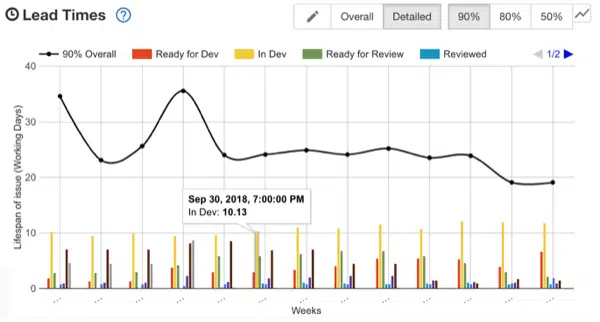 Lead Times ?
Overall Detailed 90% 80% 50%
90% Overall Ready for Dev In Dev Ready for Review Reviewed 1/2
Lifespan of issue (Working Days)
40
30
20
10
0
Sep 30, 2018, 7:00:00 PM
In Dev: 10.13
... ... ... ... ... ... ... ... ... ... ... ... ...
Weeks